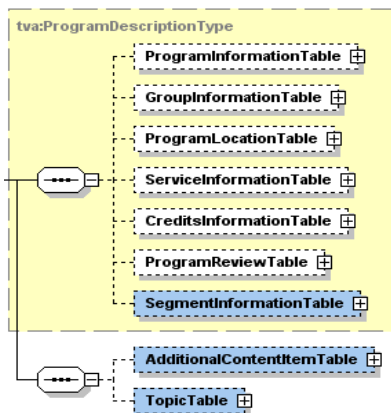 tva:ProgramDescriptionType
ProgramInformationTable
GroupInformationTable
ProgramLocationTable
ServiceInformationTable
CreditsInformationTable
ProgramReviewTable
SegmentInformationTable
AdditionalContentItemTable
TopicTable